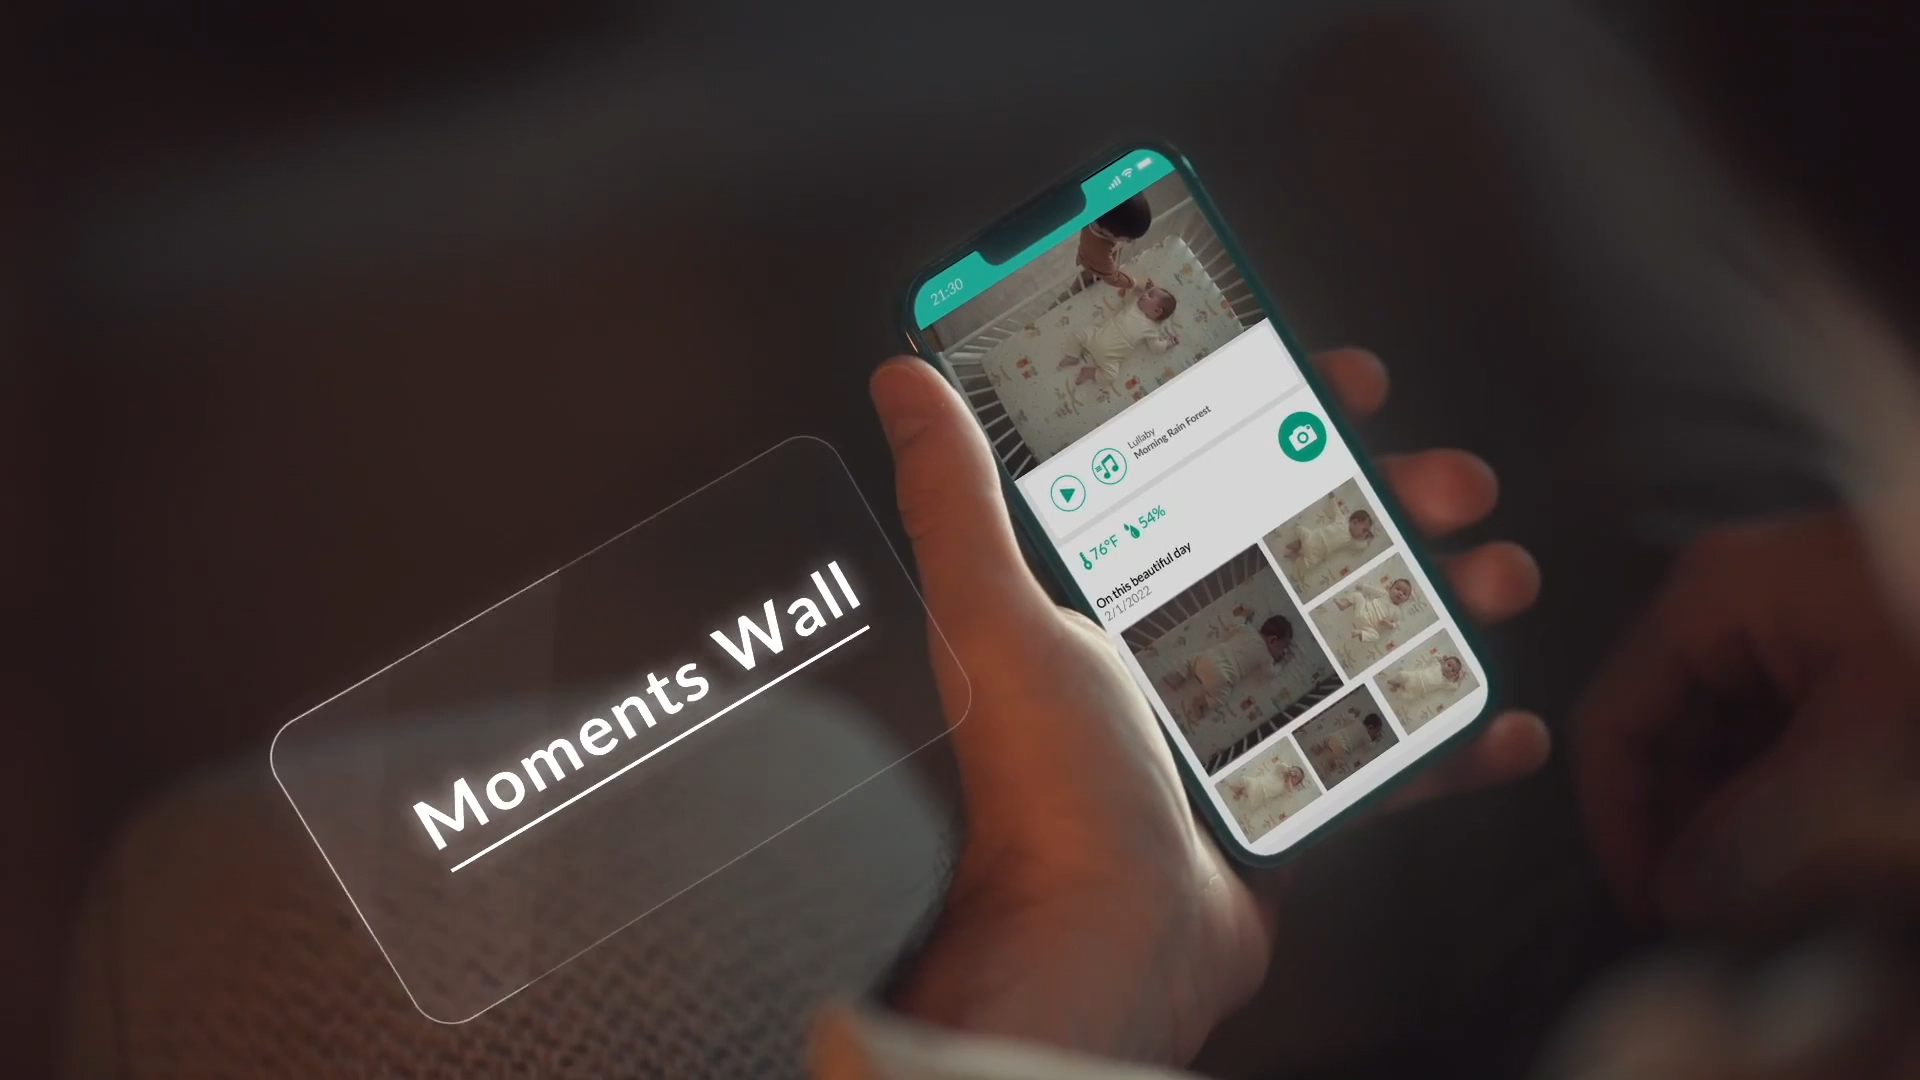 21:30
Lullaby
Morning Rain Forest
76°F 54%
On this beautiful day
2/1/2022
Moments Wall